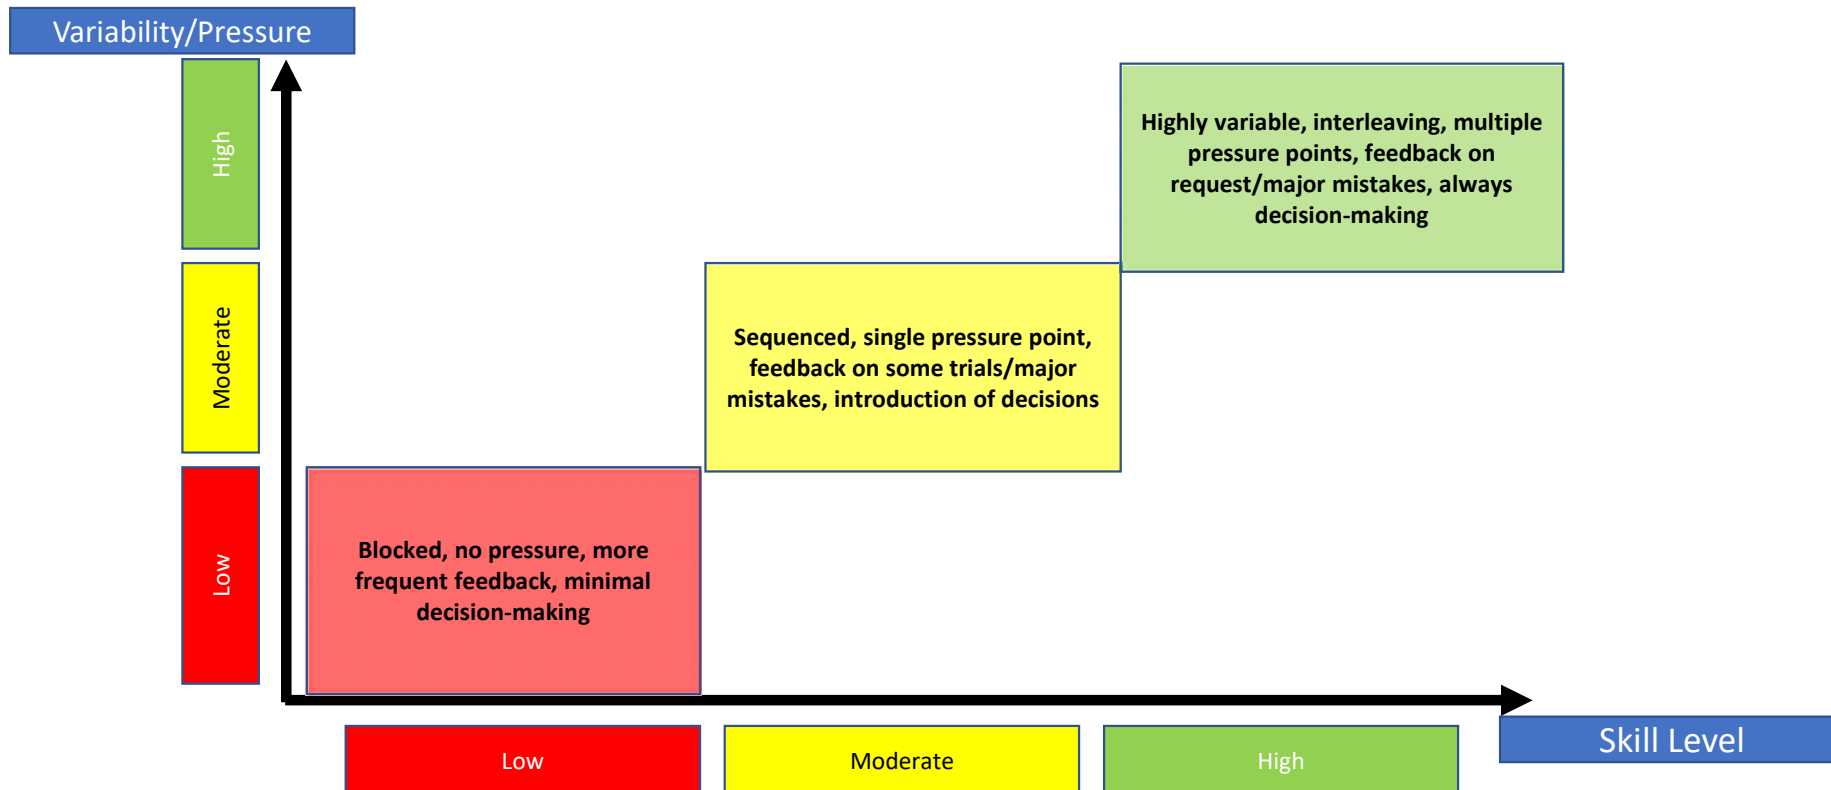 Variability/Pressure
High
Highly variable, interleaving, multiple
pressure points, feedback on
request/major mistakes, always
decision-making
Moderate
Sequenced, single pressure point,
feedback on some trials/major
mistakes, introduction of decisions
Low
Blocked, no pressure, more
frequent feedback, minimal
decision-making
Low
Moderate
High
Skill Level